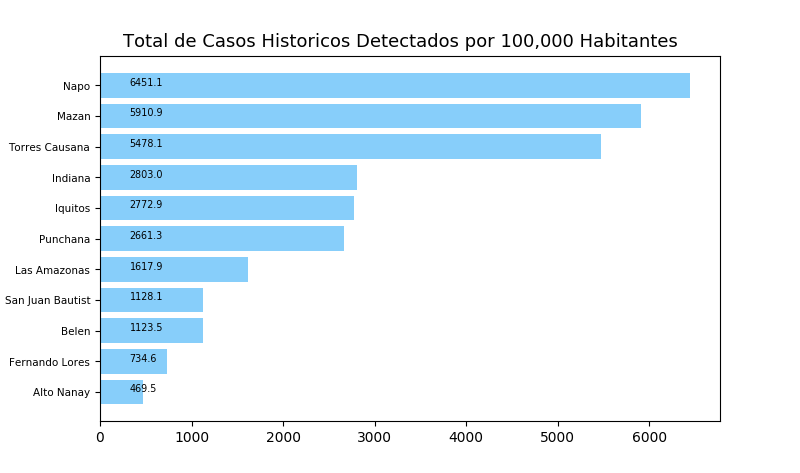 Total de Casos Historicos Detectados por 100,000 Habitantes
Napo 6451.1
Mazan 5910.9
Torres Causana 5478.1
Indiana 2803.0
Iquitos 2772.9
Punchana 2661.3
Las Amazonas 1617.9
San Juan Bautist 1128.1
Belen 1123.5
Fernando Lores 734.6
Alto Nanay 469.5
0 1000 2000 3000 4000 5000 6000